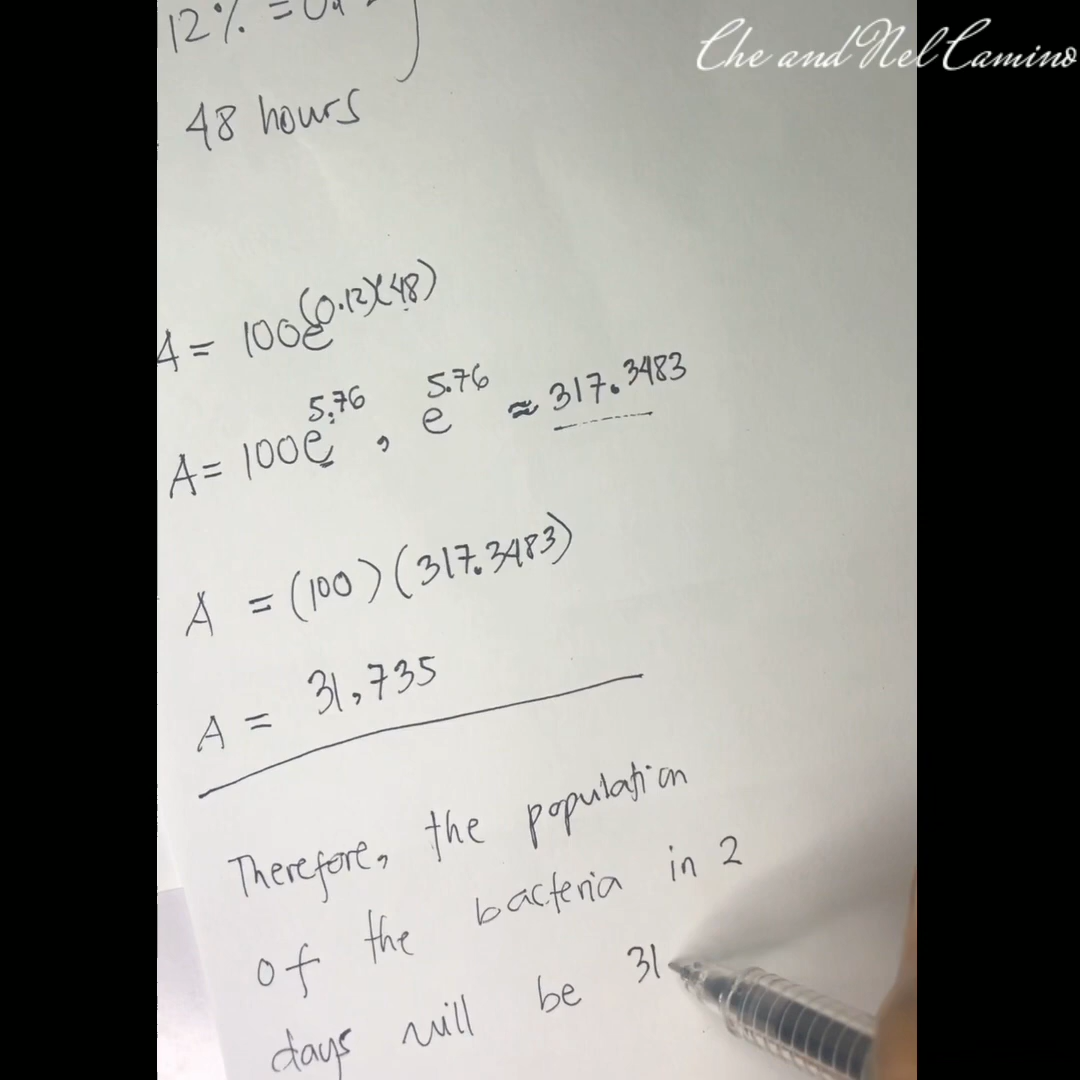 Che and Nel Camino
12% =
48 hours
A = 100e^(0.12)(48)
A = 100e^5.76 , e^5.76 ≈ 317.3483
A = (100)(317.3483)
A = 31,735
Therefore, the population
of the bacteria in 2
days will be 31